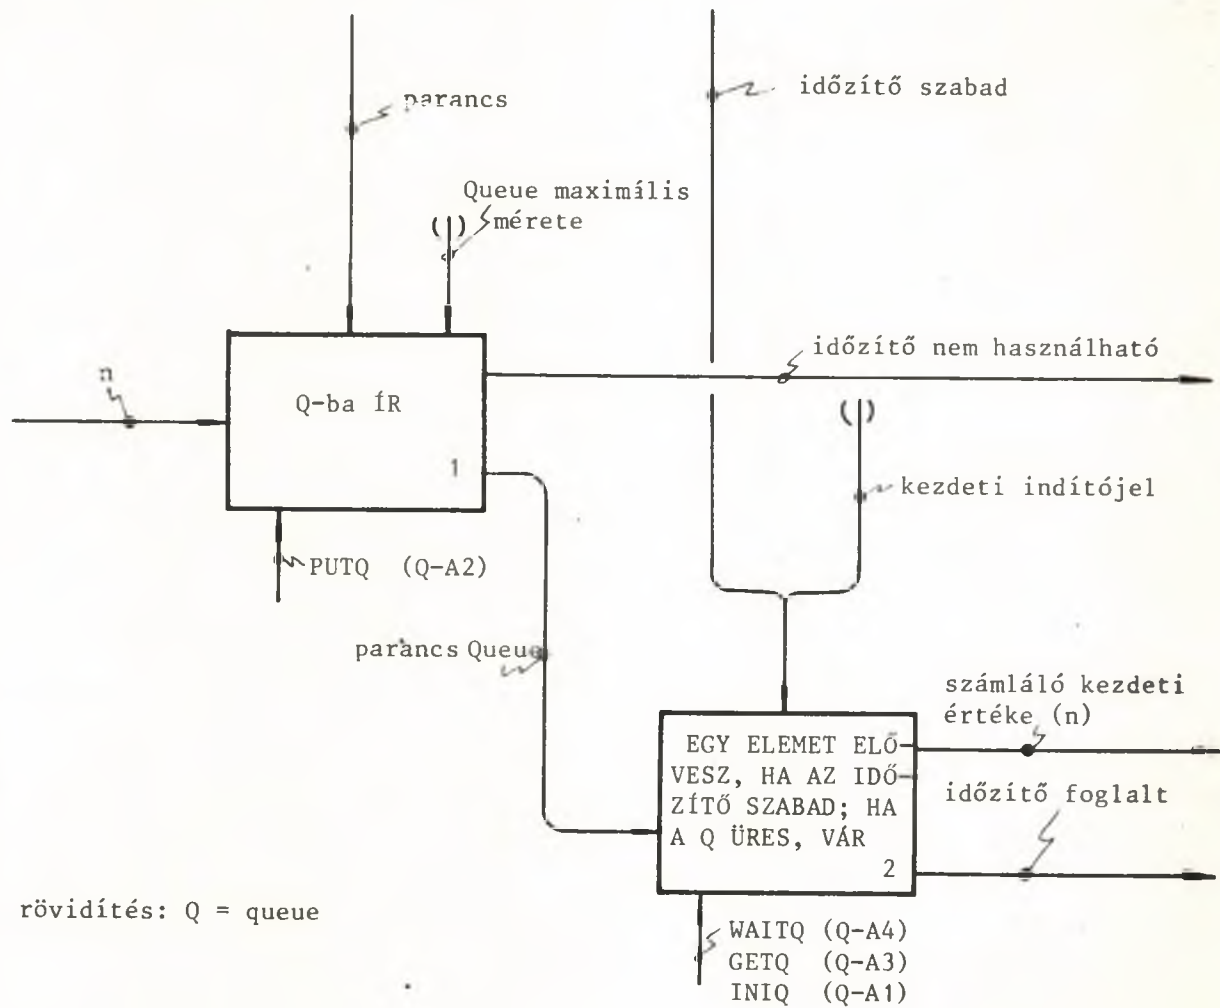 parancs
időzítő szabad
Queue maximális
mérete
( )
időzítő nem használható
n
Q-ba ÍR
1
( )
kezdeti indítójel
PUTQ (Q-A2)
parancs Queue
számláló kezdeti
értéke (n)
EGY ELEMET ELŐ-
VESZ, HA AZ IDŐ-
ZÍTŐ SZABAD; HA
A Q ÜRES, VÁR
2
időzítő foglalt
rövidítés: Q = queue
WAITQ (Q-A4)
GETQ (Q-A3)
INIQ (Q-A1)